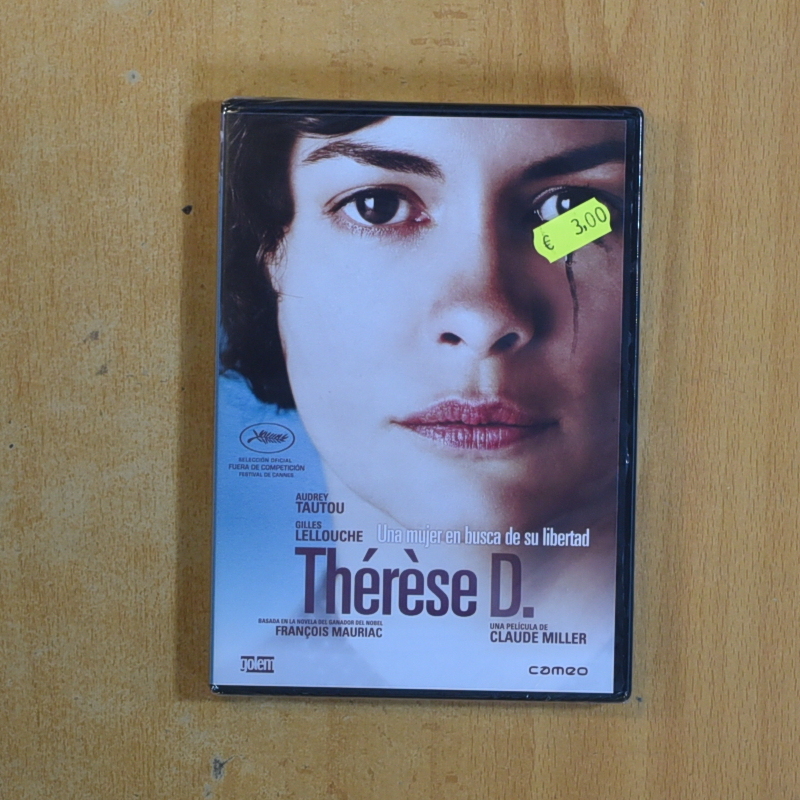 € 3,00
SELECCIÓN OFICIAL
FUERA DE COMPETICIÓN
FESTIVAL DE CANNES
AUDREY
TAUTOU
GILLES
LELLOUCHE
Una mujer en busca de su libertad
Thérèse D.
BASADA EN LA NOVELA DEL GANADOR DEL NOBEL
FRANÇOIS MAURIAC
UNA PELÍCULA DE
CLAUDE MILLER
golem
cameo